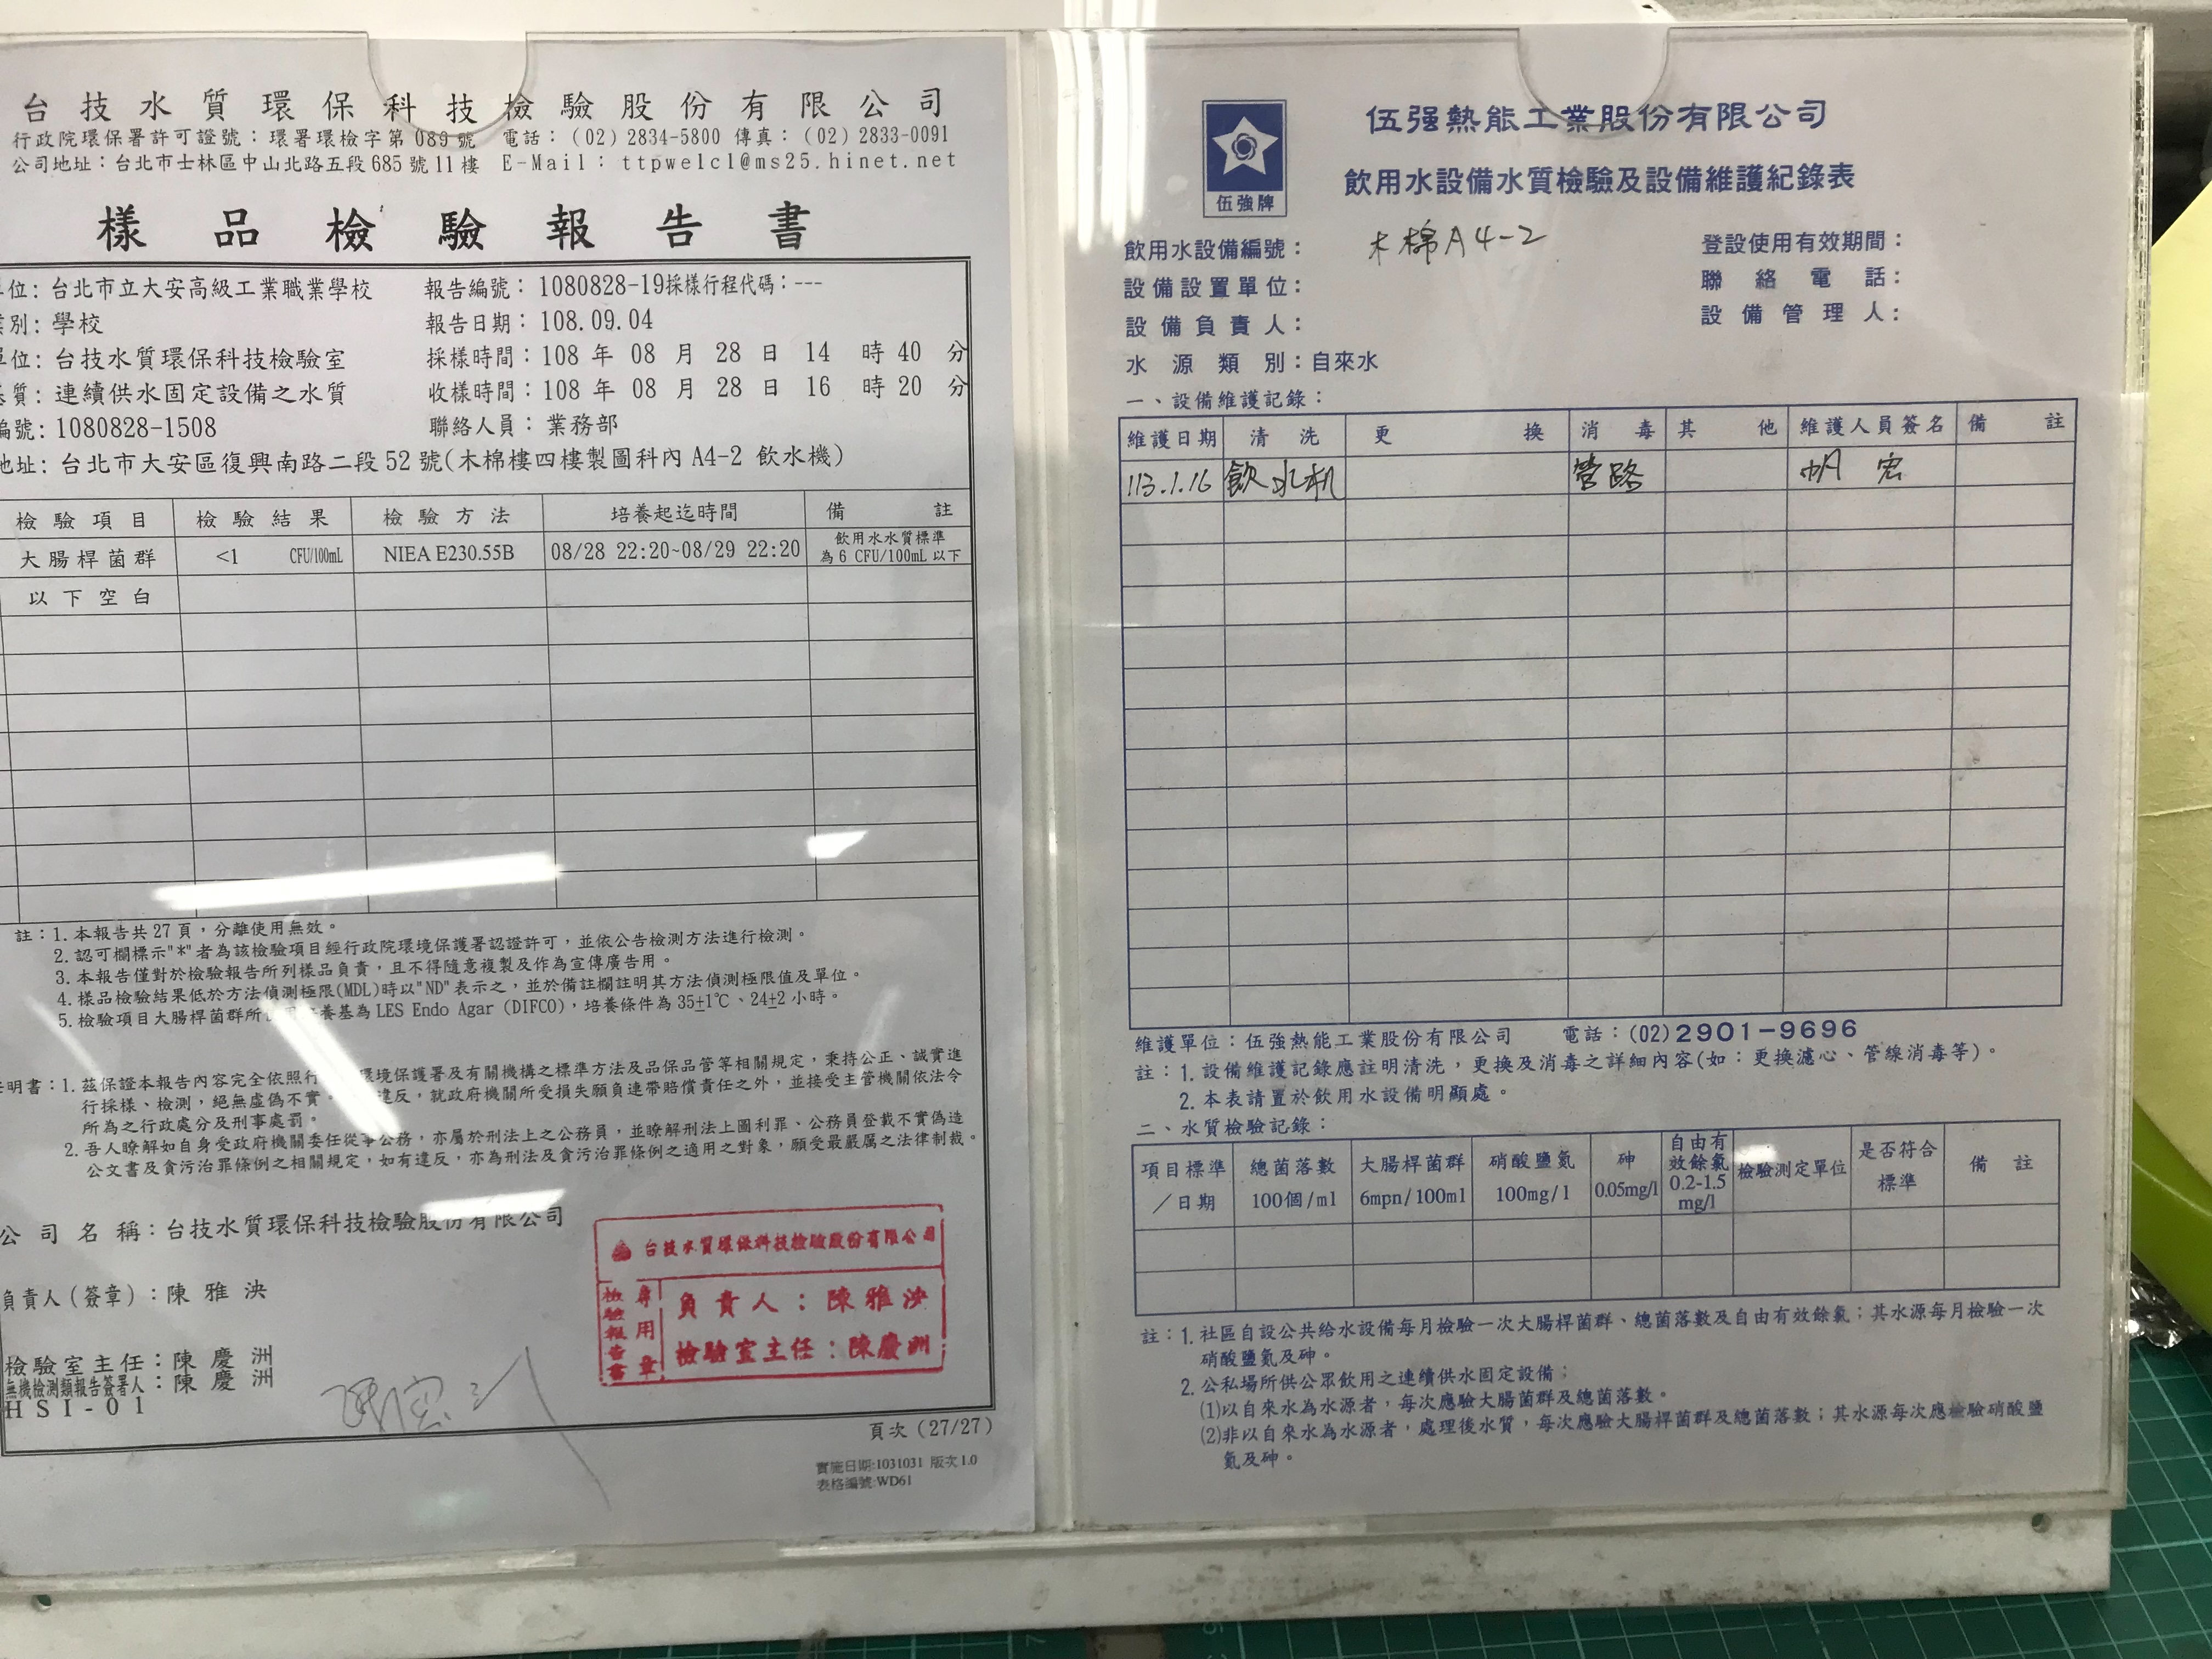 台技水質環保科技檢驗股份有限公司
行政院環保署許可證號：環署環檢字第 089 號 電話：(02) 2834-5800 傳真：(02) 2833-0091
公司地址：台北市士林區中山北路五段 685 號 11 樓 E-Mail： ttpwelcl@ms25.hinet.net
樣品檢驗報告書
位: 台北市立大安高級工業職業學校 報告編號：1080828-19採樣行程代碼：---
別: 學校 報告日期：108.09.04
位: 台技水質環保科技檢驗室 採樣時間：108 年 08 月 28 日 14 時 40 分
質: 連續供水固定設備之水質 收樣時間：108 年 08 月 28 日 16 時 20 分
編號: 1080828-1508 聯絡人員：業務部
地址: 台北市大安區復興南路二段 52 號(木棉樓四樓製圖科內 A4-2 飲水機)
檢驗項目 檢驗結果 檢驗方法 培養起迄時間 備註
大腸桿菌群 <1 CFU/100mL NIEA E230.55B 08/28 22:20~08/29 22:20 飲用水水質標準
為 6 CFU/100mL 以下
以下空白
註：1. 本報告共 27 頁，分離使用無效。
2. 認可欄標示"*"者為該檢驗項目經行政院環境保護署認證許可，並依公告檢測方法進行檢測。
3. 本報告僅對於檢驗報告所列樣品負責，且不得隨意複製及作為宣傳廣告用。
4. 樣品檢驗結果低於方法偵測極限(MDL)時以"ND"表示之，並於備註欄註明其方法偵測極限值及單位。
5. 檢驗項目大腸桿菌群所 養基為 LES Endo Agar (DIFCO)，培養條件為 35±1℃、24±2 小時。
明書：1. 茲保證本報告內容完全依照行 環境保護署及有關機構之標準方法及品保品管等相關規定，秉持公正、誠實進
行採樣、檢測，絕無虛偽不實。 違反，就政府機關所受損失願負連帶賠償責任之外，並接受主管機關依法令
所為之行政處分及刑事處罰。
2. 吾人瞭解如自身受政府機關委任從事公務，亦屬於刑法上之公務員，並瞭解刑法上圖利罪、公務員登載不實偽造
公文書及貪污治罪條例之相關規定，如有違反，亦為刑法及貪污治罪條例之適用之對象，願受最嚴厲之法律制裁。
公司名稱：台技水質環保科技檢驗股份有限公司
負責人(簽章)：陳雅泱
檢驗室主任：陳慶洲
無機檢測類報告簽署人：陳慶洲
HSI-01
台技水質環保科技檢驗股份有限公司
檢驗報告書專用章
負責人：陳雅泱
檢驗室主任：陳慶洲
頁次 (27/27)
實施日期:1031031 版次 1.0
表格編號:WD61
伍強牌
伍强熱能工業股份有限公司
飲用水設備水質檢驗及設備維護紀錄表
飲用水設備編號： 木棉A4-2 登設使用有效期間：
設備設置單位： 聯絡電話：
設備負責人： 設備管理人：
水源類別：自來水
一、設備維護記錄：
維護日期 清洗 更換 消毒 其他 維護人員簽名 備註
113.1.16 飲水机 管路
維護單位：伍強熱能工業股份有限公司 電話：(02)2901-9696
註：1. 設備維護記錄應註明清洗，更換及消毒之詳細內容(如：更換濾心、管線消毒等)。
2. 本表請置於飲用水設備明顯處。
二、水質檢驗記錄：
項目標準／日期 總菌落數 100個/ml 大腸桿菌群 6mpn/100ml 硝酸鹽氮 100mg/l 砷 0.05mg/l 自由有效餘氯 0.2-1.5 mg/l 檢驗測定單位 是否符合標準 備註
註：1. 社區自設公共給水設備每月檢驗一次大腸桿菌群、總菌落數及自由有效餘氯；其水源每月檢驗一次
硝酸鹽氮及砷。
2. 公私場所供公眾飲用之連續供水固定設備；
⑴以自來水為水源者，每次應驗大腸菌群及總菌落數。
⑵非以自來水為水源者，處理後水質，每次應驗大腸桿菌群及總菌落數；其水源每次應檢驗硝酸鹽
氮及砷。